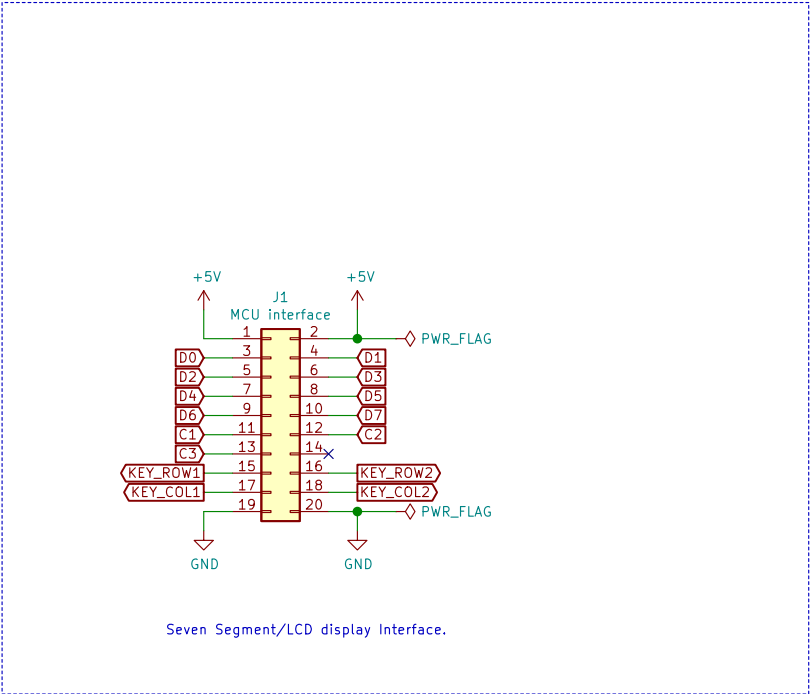 +5V +5V
J1
MCU interface
1 2 PWR_FLAG
D0 3 4 D1
D2 5 6 D3
D4 7 8 D5
D6 9 10 D7
C1 11 12 C2
C3 13 14
KEY_ROW1 15 16 KEY_ROW2
KEY_COL1 17 18 KEY_COL2
19 20 PWR_FLAG
GND GND
Seven Segment/LCD display Interface.